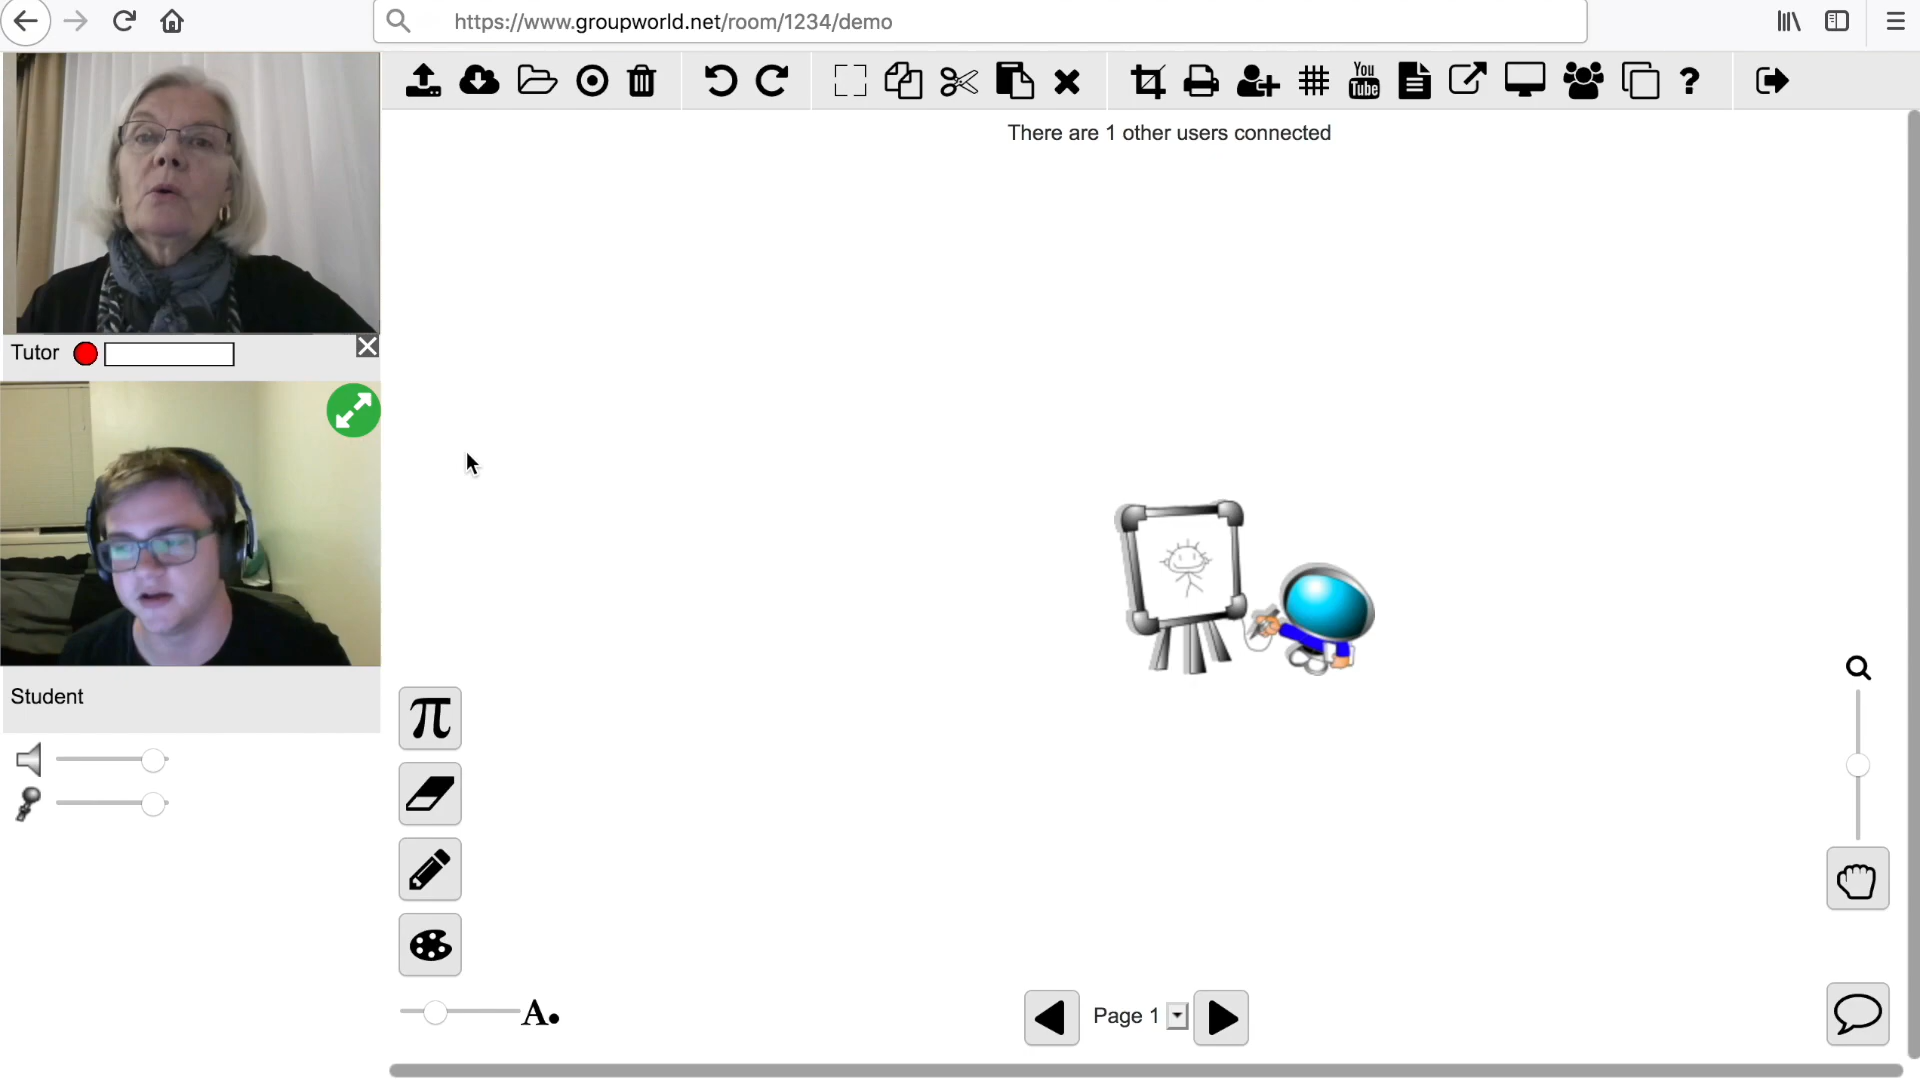 https://www.groupworld.net/room/1234/demo
You
Tube
?
There are 1 other users connected
Tutor
Student
π
A
Page 1